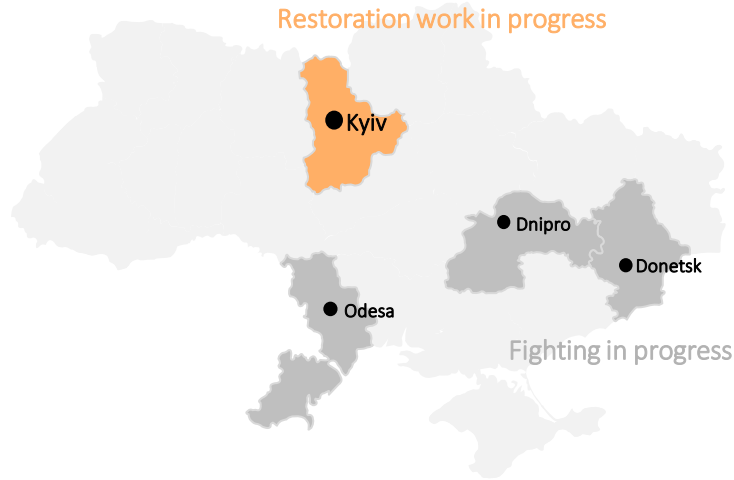 Restoration work in progress
Kyiv
Dnipro
Donetsk
Odesa
Fighting in progress